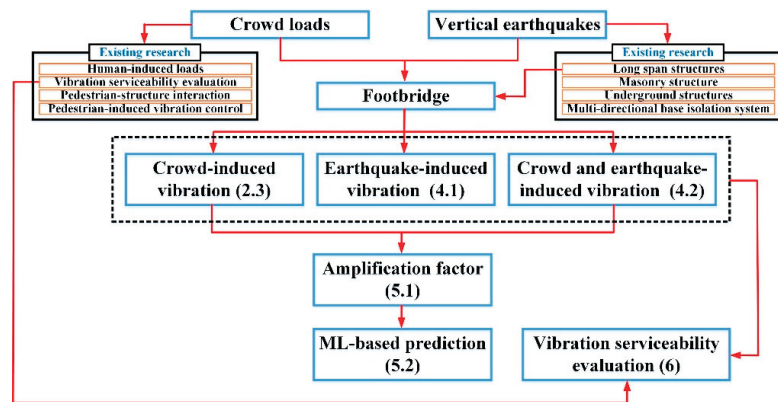 Crowd loads
Vertical earthquakes
Existing research
Human-induced loads
Vibration serviceability evaluation
Pedestrian-structure interaction
Pedestrian-induced vibration control
Existing research
Long span structures
Masonry structure
Underground structures
Multi-directional base isolation system
Footbridge
Crowd-induced
vibration (2.3)
Earthquake-induced
vibration (4.1)
Crowd and earthquake-
induced vibration (4.2)
Amplification factor
(5.1)
ML-based prediction
(5.2)
Vibration serviceability
evaluation (6)